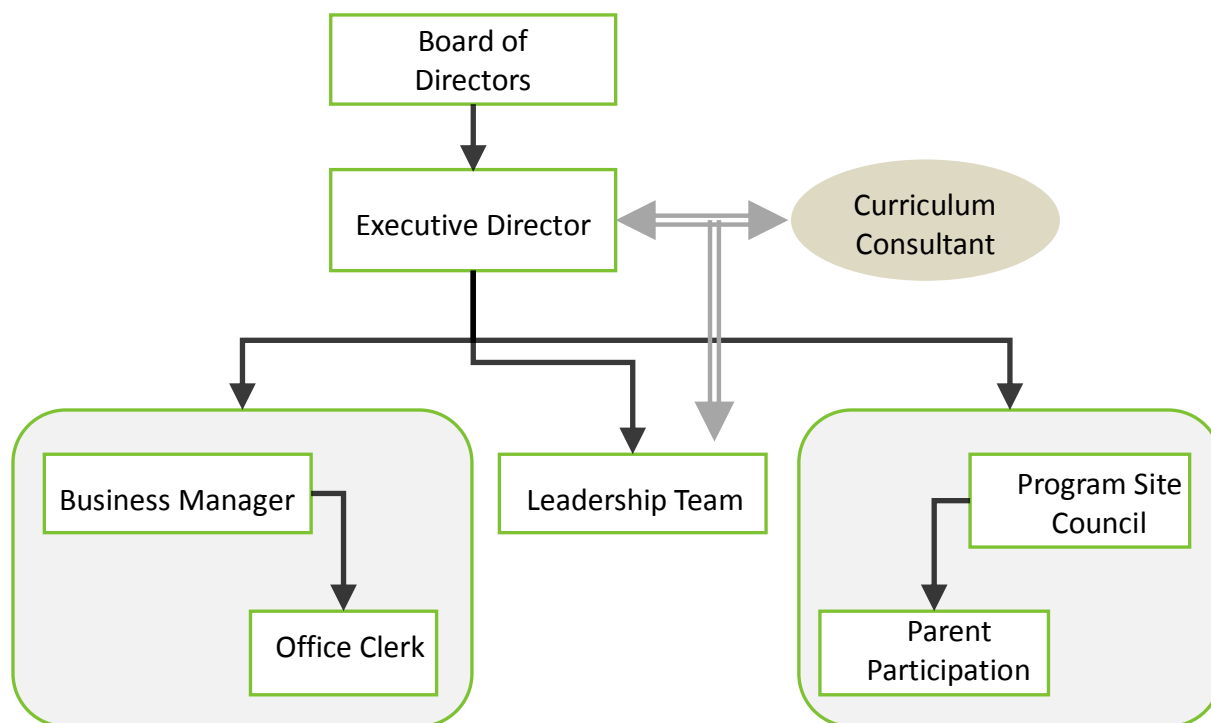 Board of
Directors
Executive Director
Curriculum
Consultant
Business Manager
Leadership Team
Program Site
Council
Office Clerk
Parent
Participation